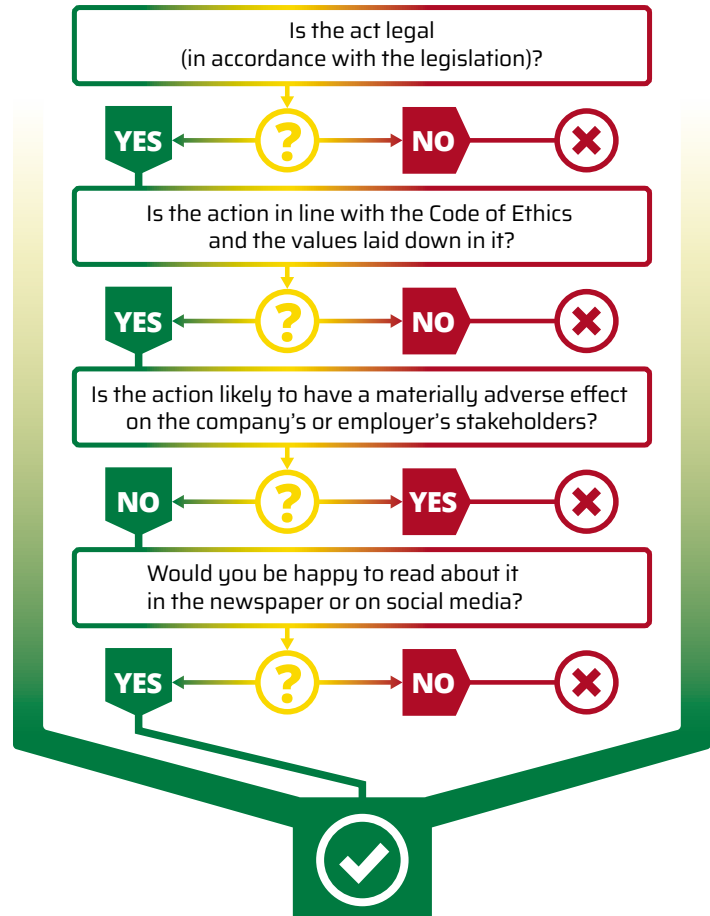 Is the act legal
(in accordance with the legislation)?
YES
?
NO
Is the action in line with the Code of Ethics
and the values laid down in it?
YES
?
NO
Is the action likely to have a materially adverse effect
on the company’s or employer’s stakeholders?
NO
?
YES
Would you be happy to read about it
in the newspaper or on social media?
YES
?
NO